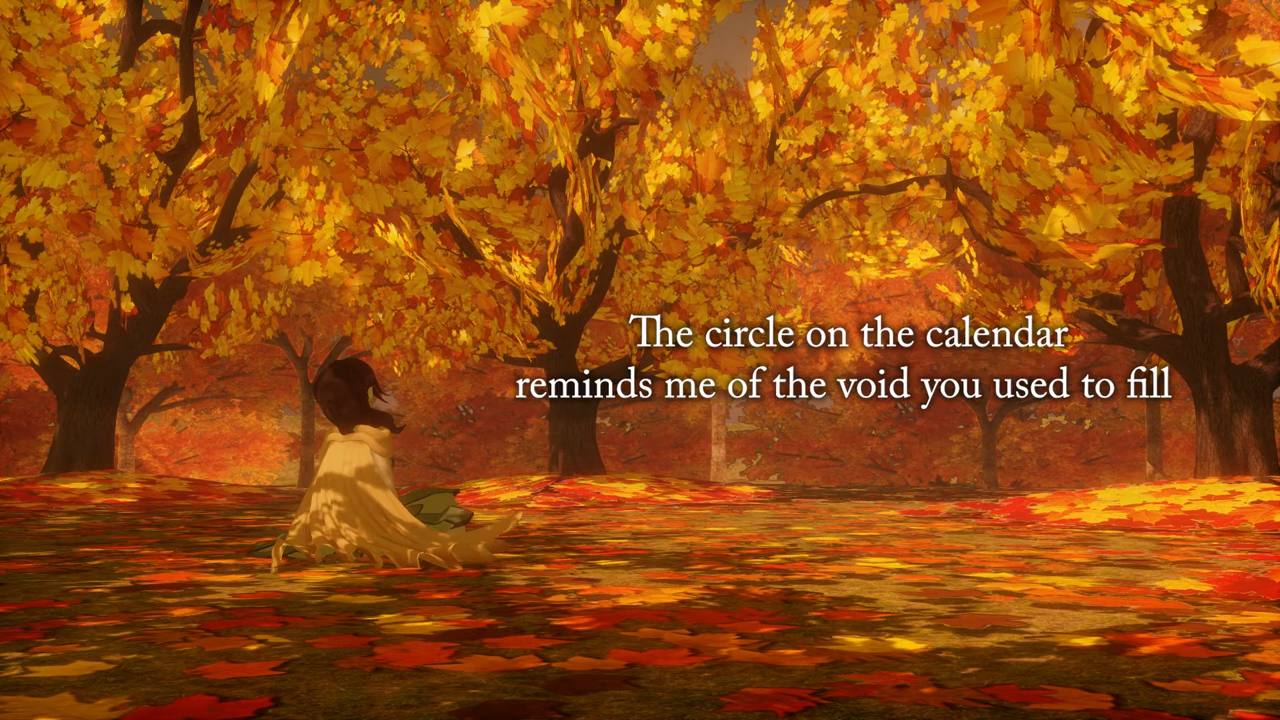 The circle on the calendar
reminds me of the void you used to fill